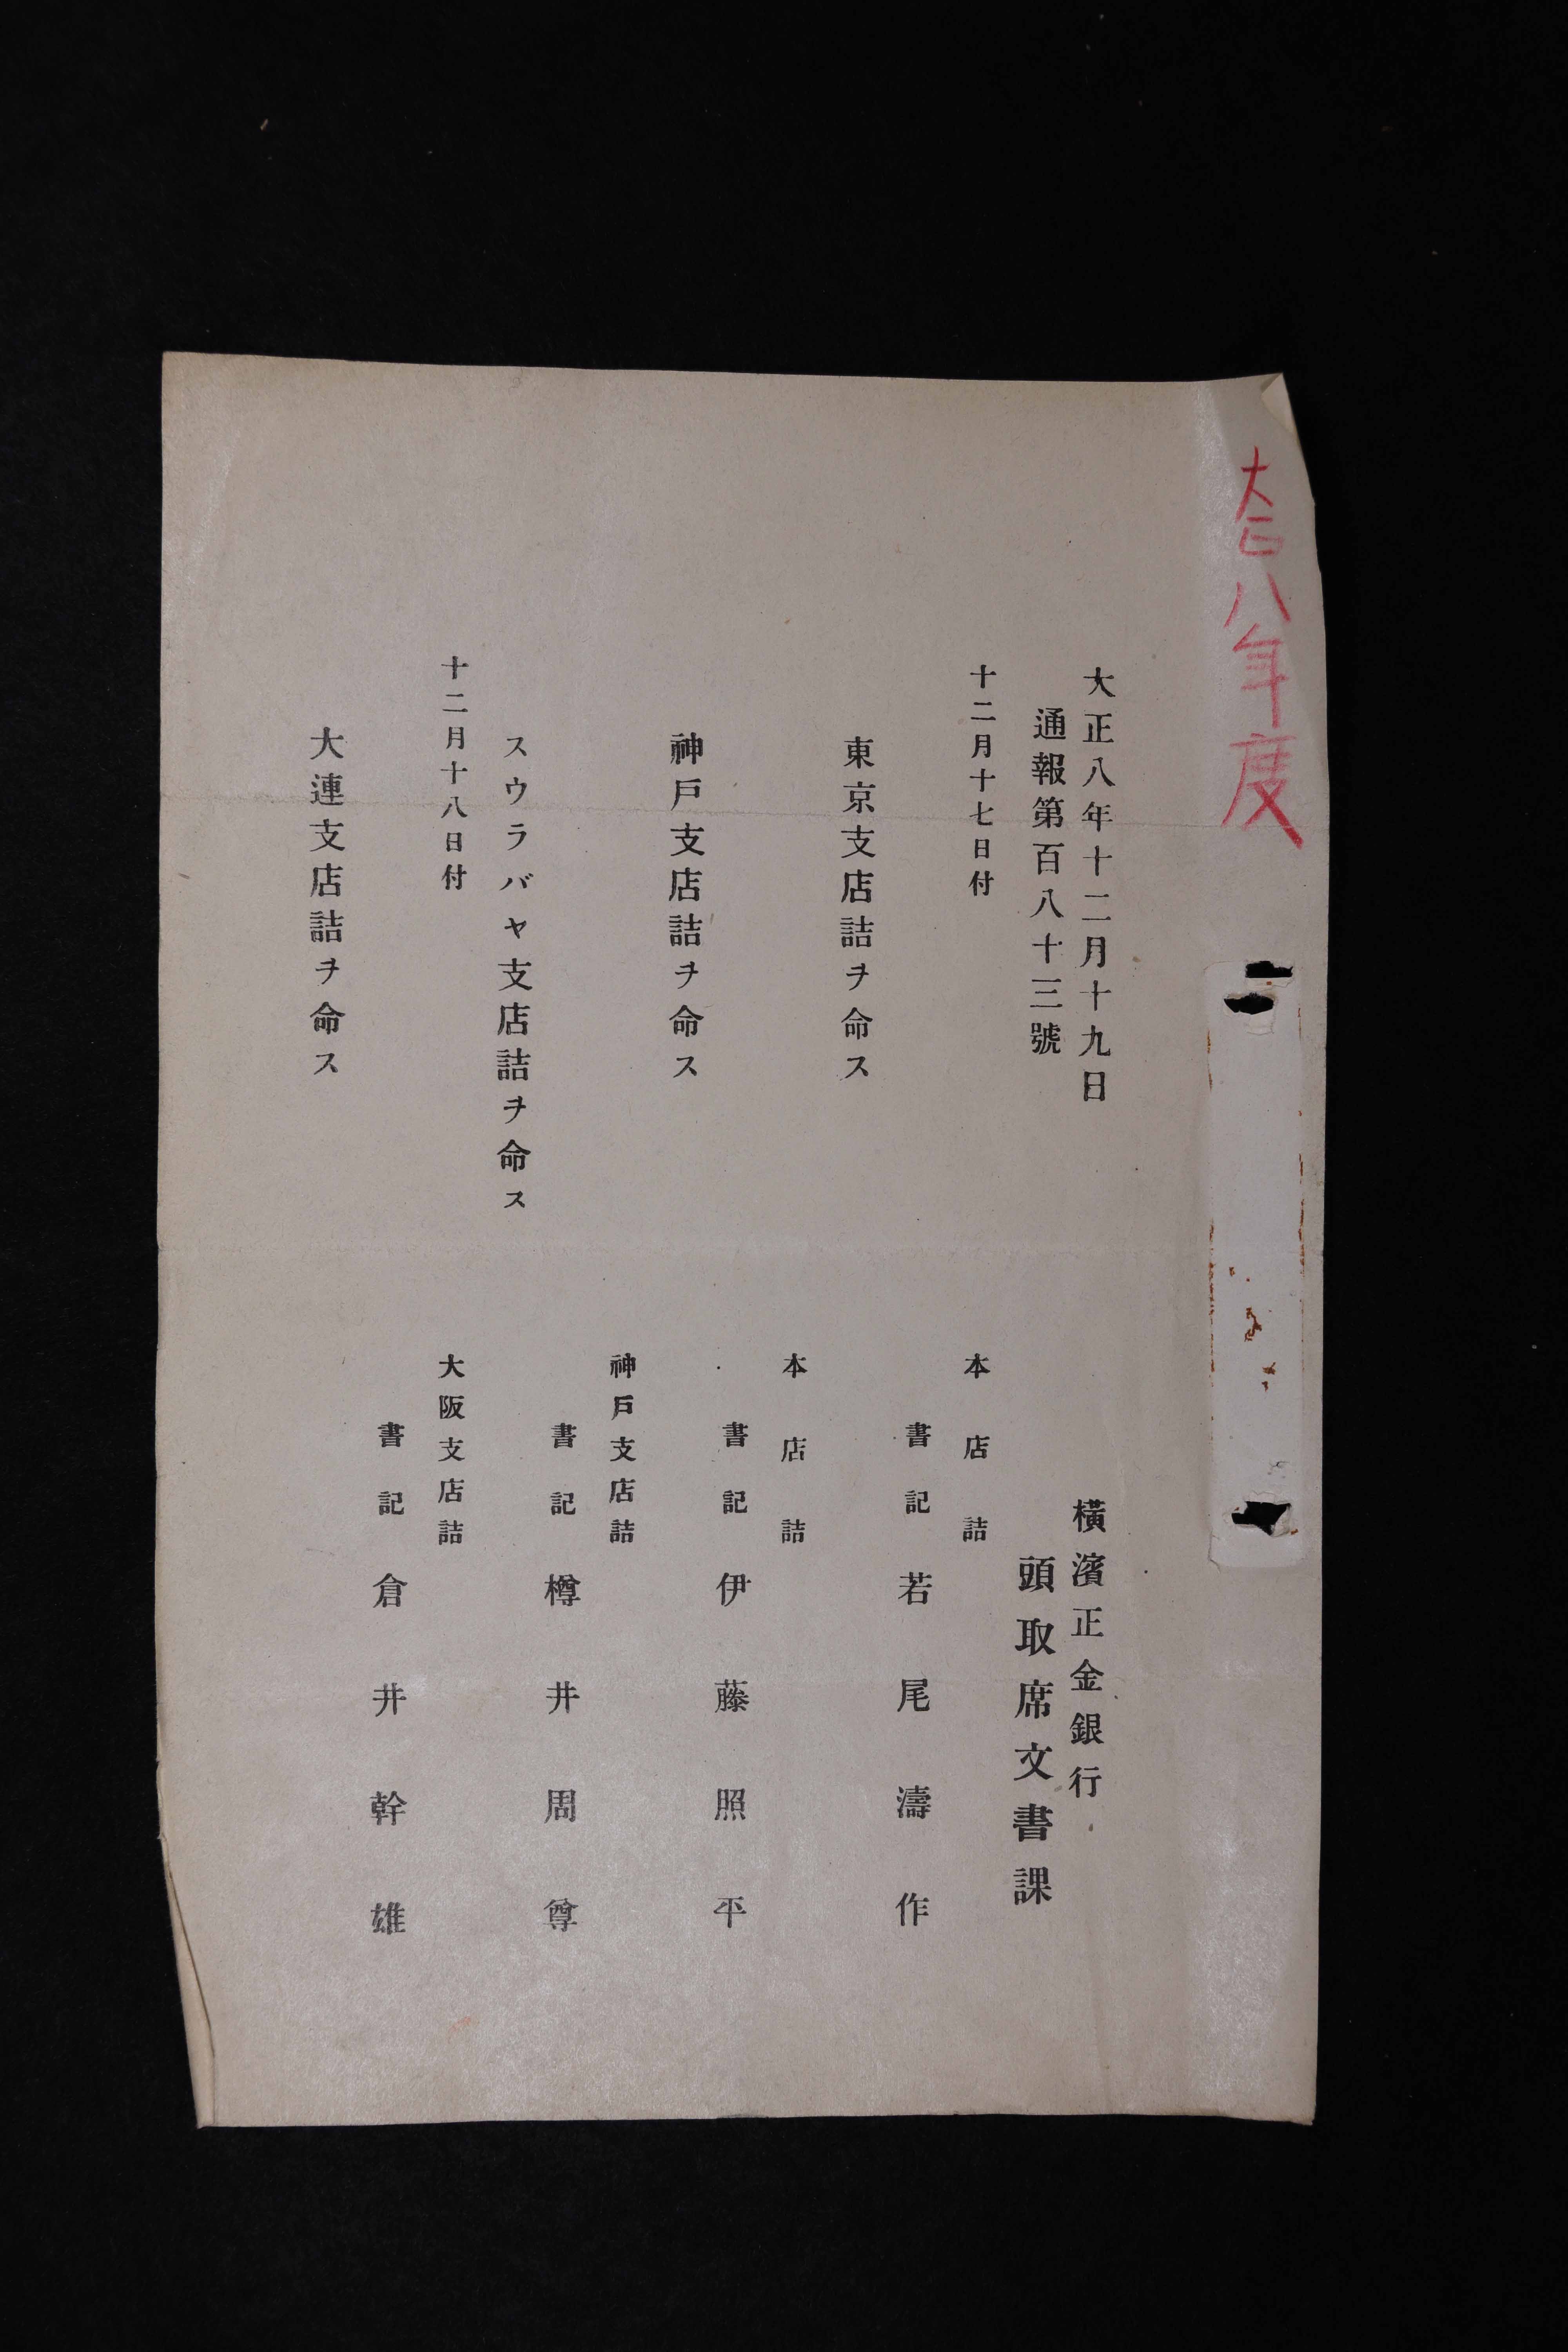 大正八年度
大正八年十二月十九日
橫濱正金銀行
通報第百八十三號
頭取席文書課
十二月十七日付
本店詰
書記 若尾濤作
東京支店詰ヲ命ス
本店詰
書記 伊藤照平
神戶支店詰ヲ命ス
神戶支店詰
書記 樽井周尊
スウラバヤ支店詰ヲ命ス
十二月十八日付
大阪支店詰
書記 倉井幹雄
大連支店詰ヲ命ス